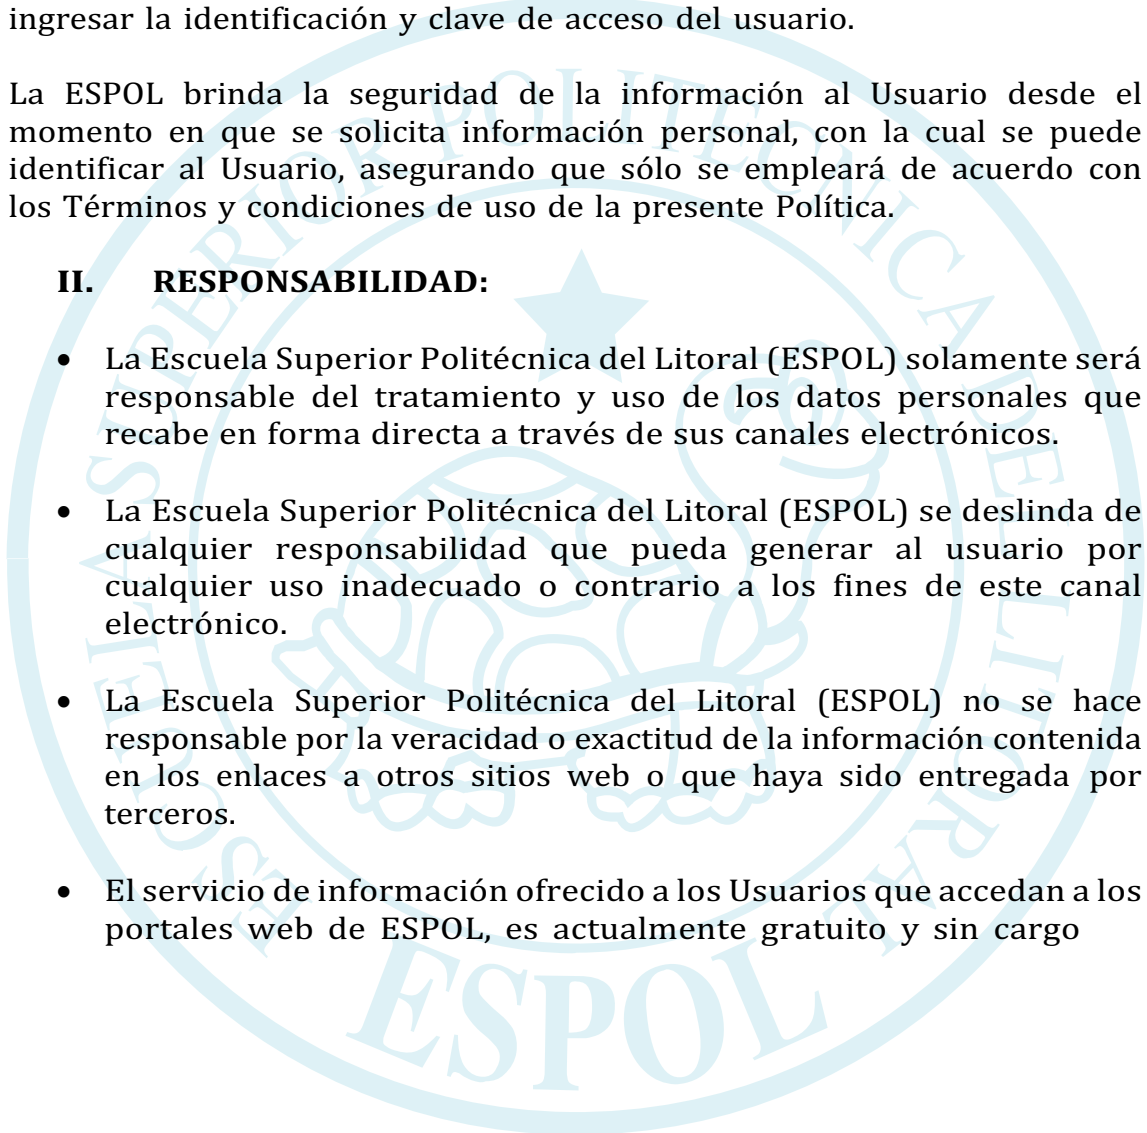 ingresar la identificación y clave de acceso del usuario.
La ESPOL brinda la seguridad de la información al Usuario desde el
momento en que se solicita información personal, con la cual se puede
identificar al Usuario, asegurando que sólo se empleará de acuerdo con
los Términos y condiciones de uso de la presente Política.
II. RESPONSABILIDAD:
• La Escuela Superior Politécnica del Litoral (ESPOL) solamente será
responsable del tratamiento y uso de los datos personales que
recabe en forma directa a través de sus canales electrónicos.
• La Escuela Superior Politécnica del Litoral (ESPOL) se deslinda de
cualquier responsabilidad que pueda generar al usuario por
cualquier uso inadecuado o contrario a los fines de este canal
electrónico.
• La Escuela Superior Politécnica del Litoral (ESPOL) no se hace
responsable por la veracidad o exactitud de la información contenida
en los enlaces a otros sitios web o que haya sido entregada por
terceros.
• El servicio de información ofrecido a los Usuarios que accedan a los
portales web de ESPOL, es actualmente gratuito y sin cargo
ESCUELA SUPERIOR POLITECNICA DEL LITORAL
ESPOL